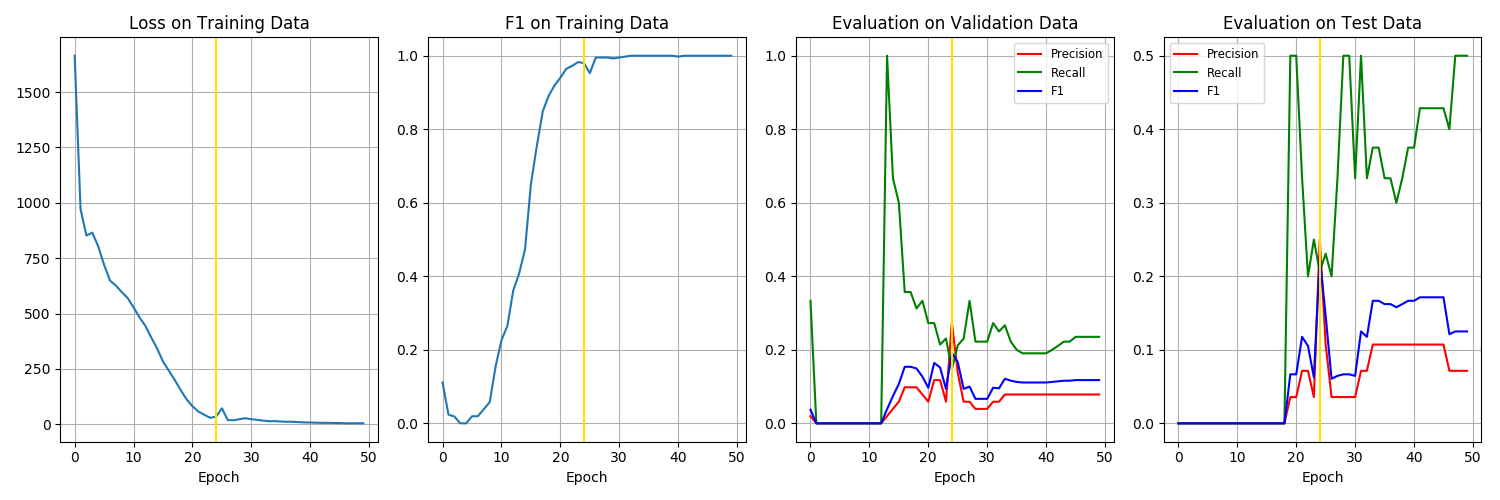 Loss on Training Data
1500
1250
1000
750
500
250
0
0 10 20 30 40 50
Epoch
F1 on Training Data
1.0
0.8
0.6
0.4
0.2
0.0
0 10 20 30 40 50
Epoch
Evaluation on Validation Data
Precision
Recall
F1
1.0
0.8
0.6
0.4
0.2
0.0
0 10 20 30 40 50
Epoch
Evaluation on Test Data
Precision
Recall
F1
0.5
0.4
0.3
0.2
0.1
0.0
0 10 20 30 40 50
Epoch